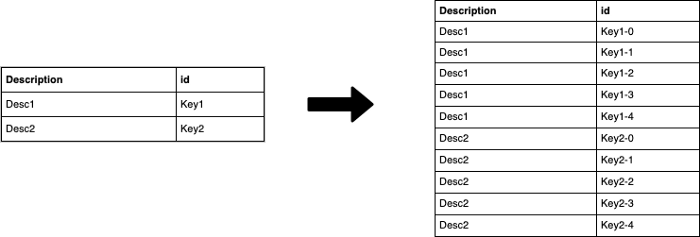 Description id
Desc1 Key1
Desc2 Key2
Description id
Desc1 Key1-0
Desc1 Key1-1
Desc1 Key1-2
Desc1 Key1-3
Desc1 Key1-4
Desc2 Key2-0
Desc2 Key2-1
Desc2 Key2-2
Desc2 Key2-3
Desc2 Key2-4